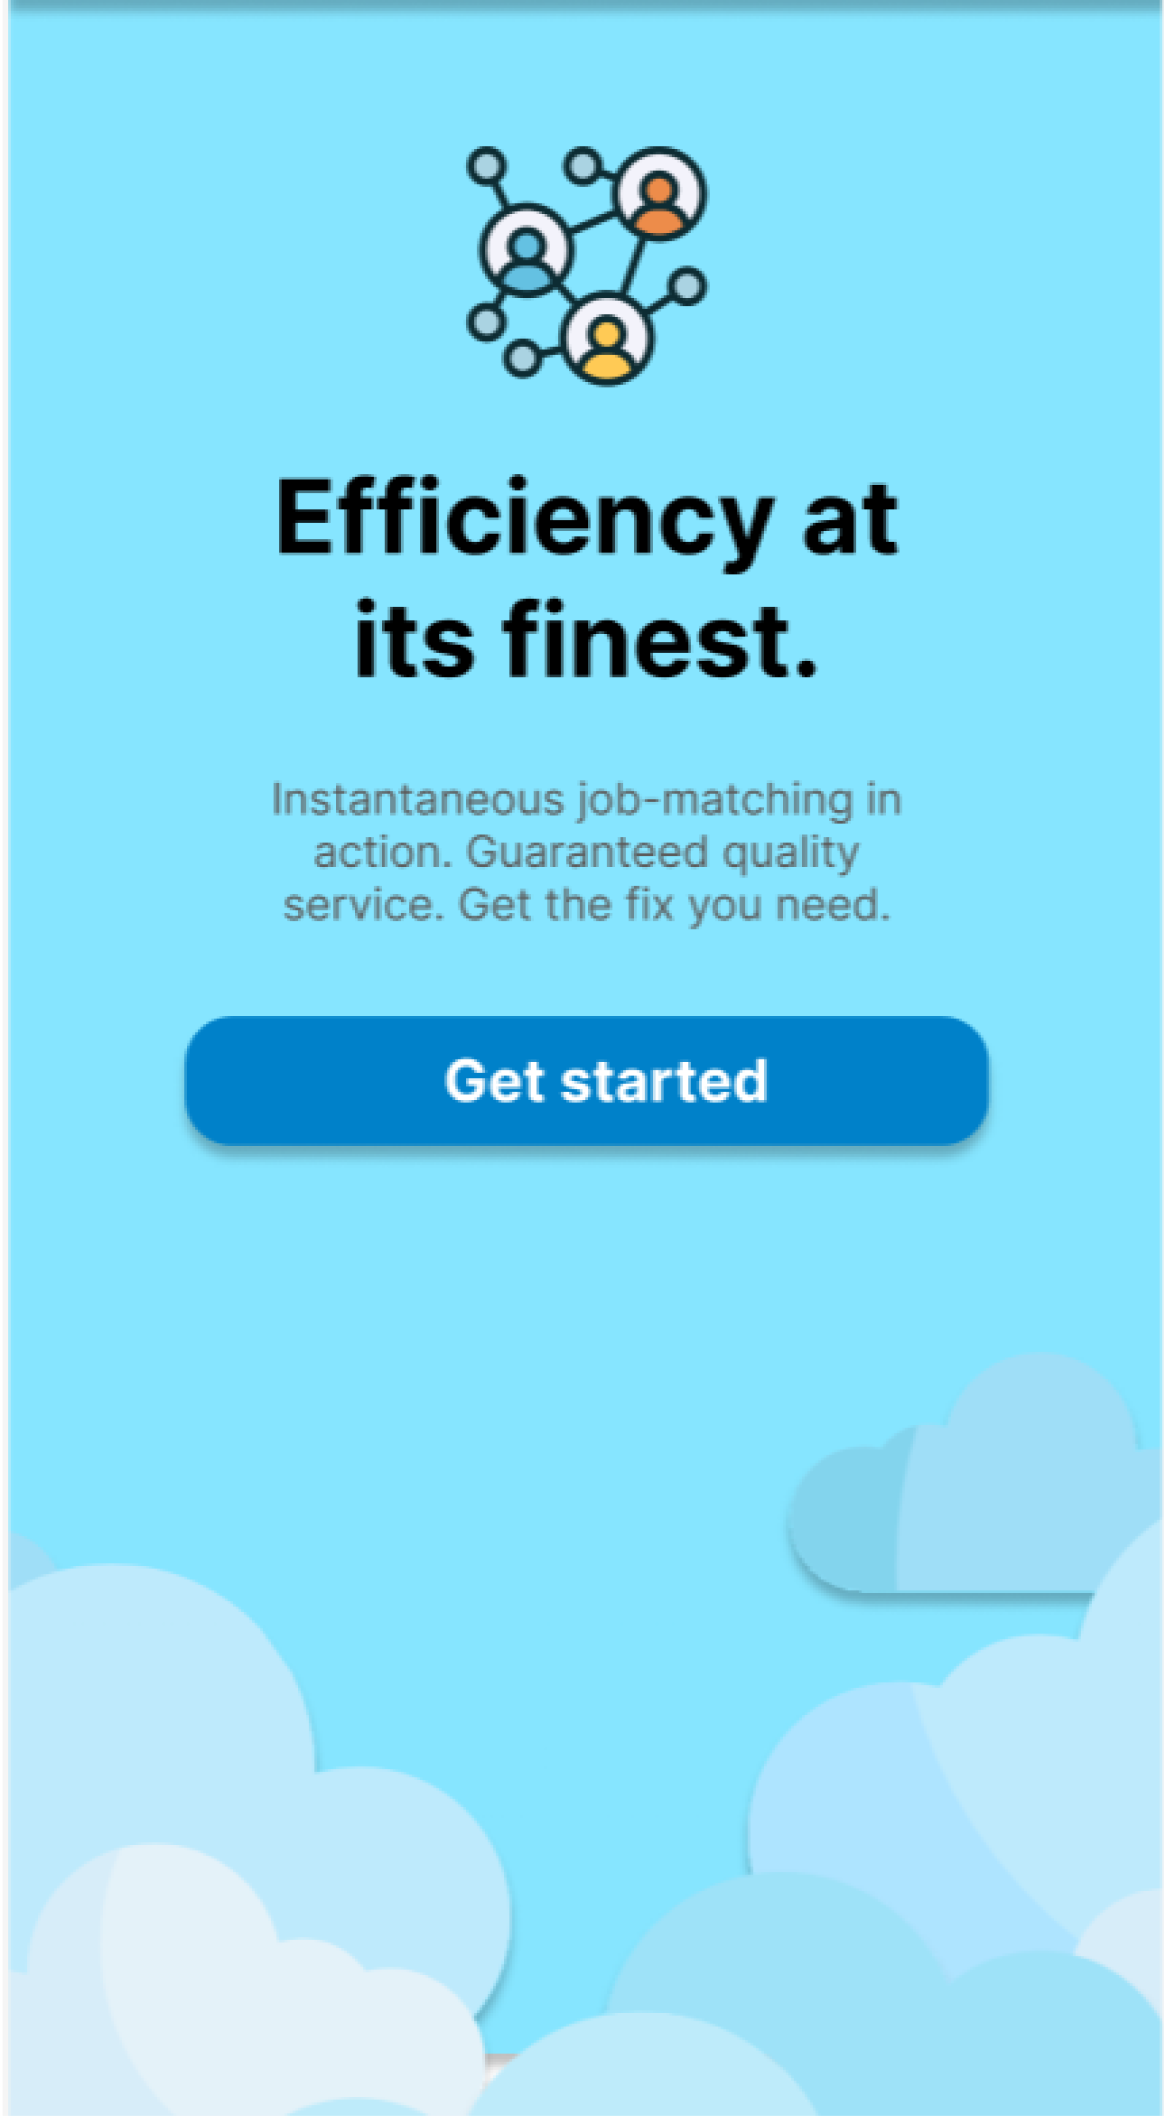 Efficiency at
its finest.
Instantaneous job-matching in
action. Guaranteed quality
service. Get the fix you need.
Get started